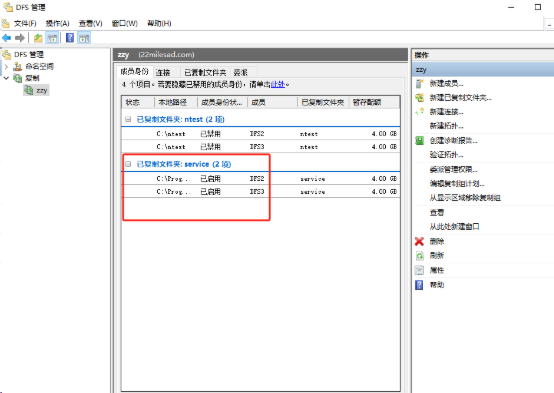 DFS 管理
文件(F) 操作(A) 查看(V) 窗口(W) 帮助(H)
DFS 管理
命名空间
复制
zzy
zzy (22milesad.com)
成员身份 连接 已复制文件夹 委派
4 个项目。若要隐藏已禁用的成员身份，请单击此处。
状态 本地路径 成员身份状... 成员 已复制文件夹 暂存配额
已复制文件夹: ntest (2 项)
C:\ntest 已禁用 DFS2 ntest 4.00 GB
C:\ntest 已禁用 DFS3 ntest 4.00 GB
已复制文件夹: service (2 项)
C:\Prog... 已启用 DFS2 service 4.00 GB
C:\Prog... 已启用 DFS3 service 4.00 GB
操作
zzy
新建成员...
新建已复制文件夹...
新建连接...
新建拓扑...
创建诊断报告...
验证拓扑...
委派管理权限...
编辑复制组计划...
从显示区域移除复制组
查看
从此处新建窗口
删除
刷新
属性
帮助